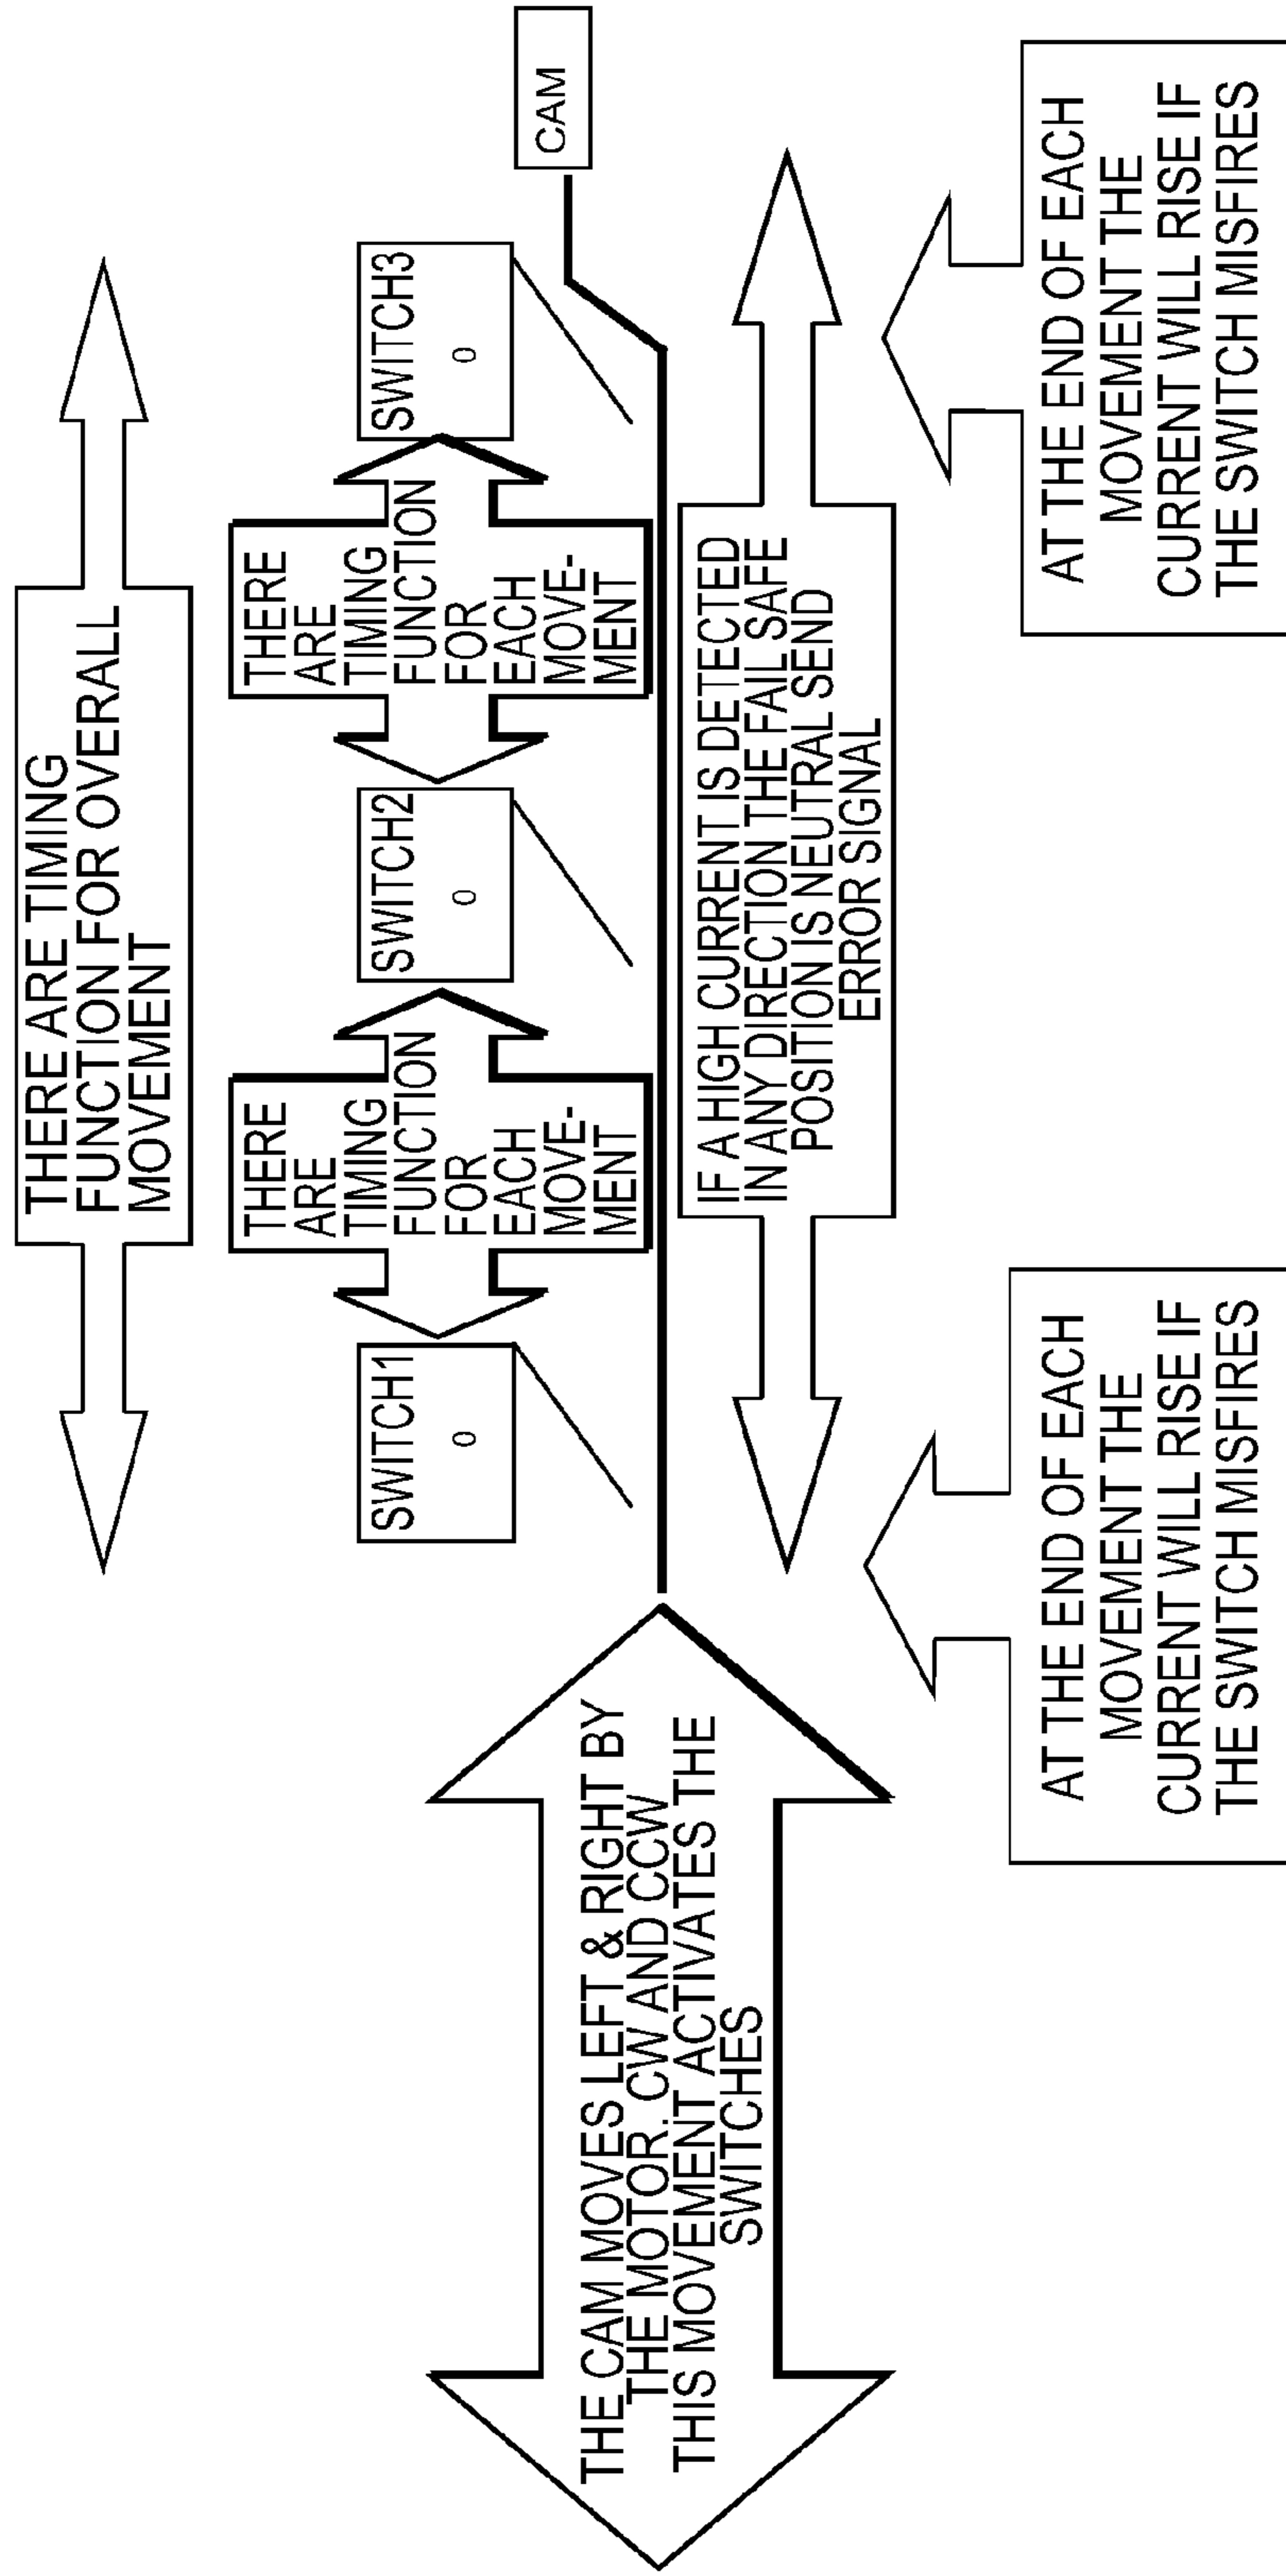 THERE ARE TIMING
FUNCTION FOR OVERALL
MOVEMENT
SWITCH1
0
THERE
ARE
TIMING
FUNCTION
FOR
EACH
MOVE-
MENT
SWITCH2
0
THERE
ARE
TIMING
FUNCTION
FOR
EACH
MOVE-
MENT
SWITCH3
0
CAM
THE CAM MOVES LEFT & RIGHT BY
THE MOTOR. CW AND CCW
THIS MOVEMENT ACTIVATES THE
SWITCHES
IF A HIGH CURRENT IS DETECTED
IN ANY DIRECTION THE FAIL SAFE
POSITION IS NEUTRAL SEND
ERROR SIGNAL
AT THE END OF EACH
MOVEMENT THE
CURRENT WILL RISE IF
THE SWITCH MISFIRES
AT THE END OF EACH
MOVEMENT THE
CURRENT WILL RISE IF
THE SWITCH MISFIRES